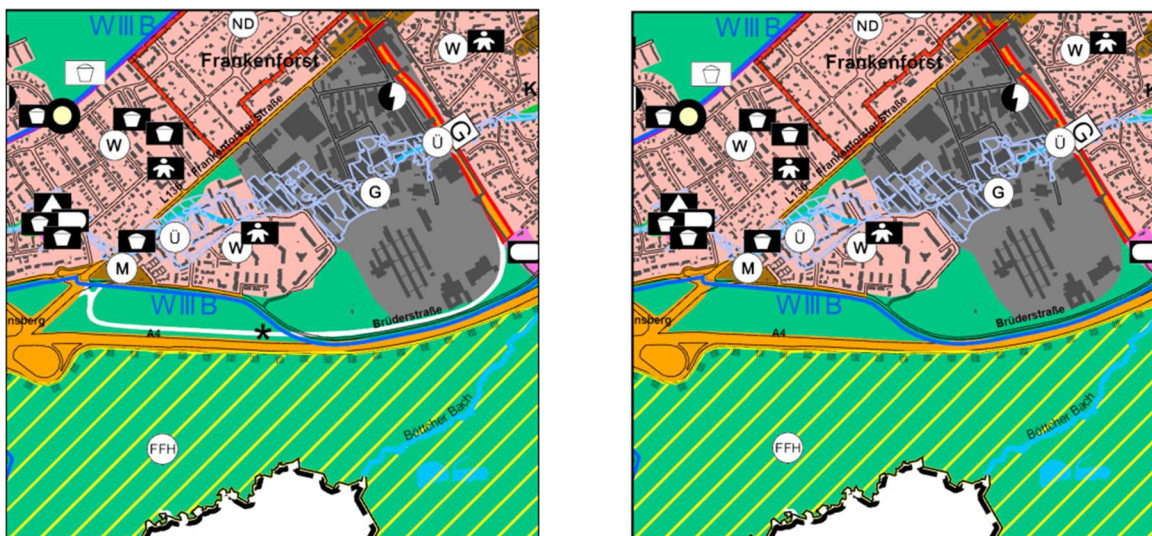 W III B
ND
Frankenforst
W
K
W
L136 - Frankenforster Straße
Ü
G
G
Ü
W
M
W III B
Brüderstraße
nsberg
A4
*
Böttcher Bach
FFH
W III B
ND
Frankenforst
W
K
W
L136 - Frankenforster Straße
Ü
G
G
Ü
W
M
W III B
Brüderstraße
nsberg
A4
Böttcher Bach
FFH